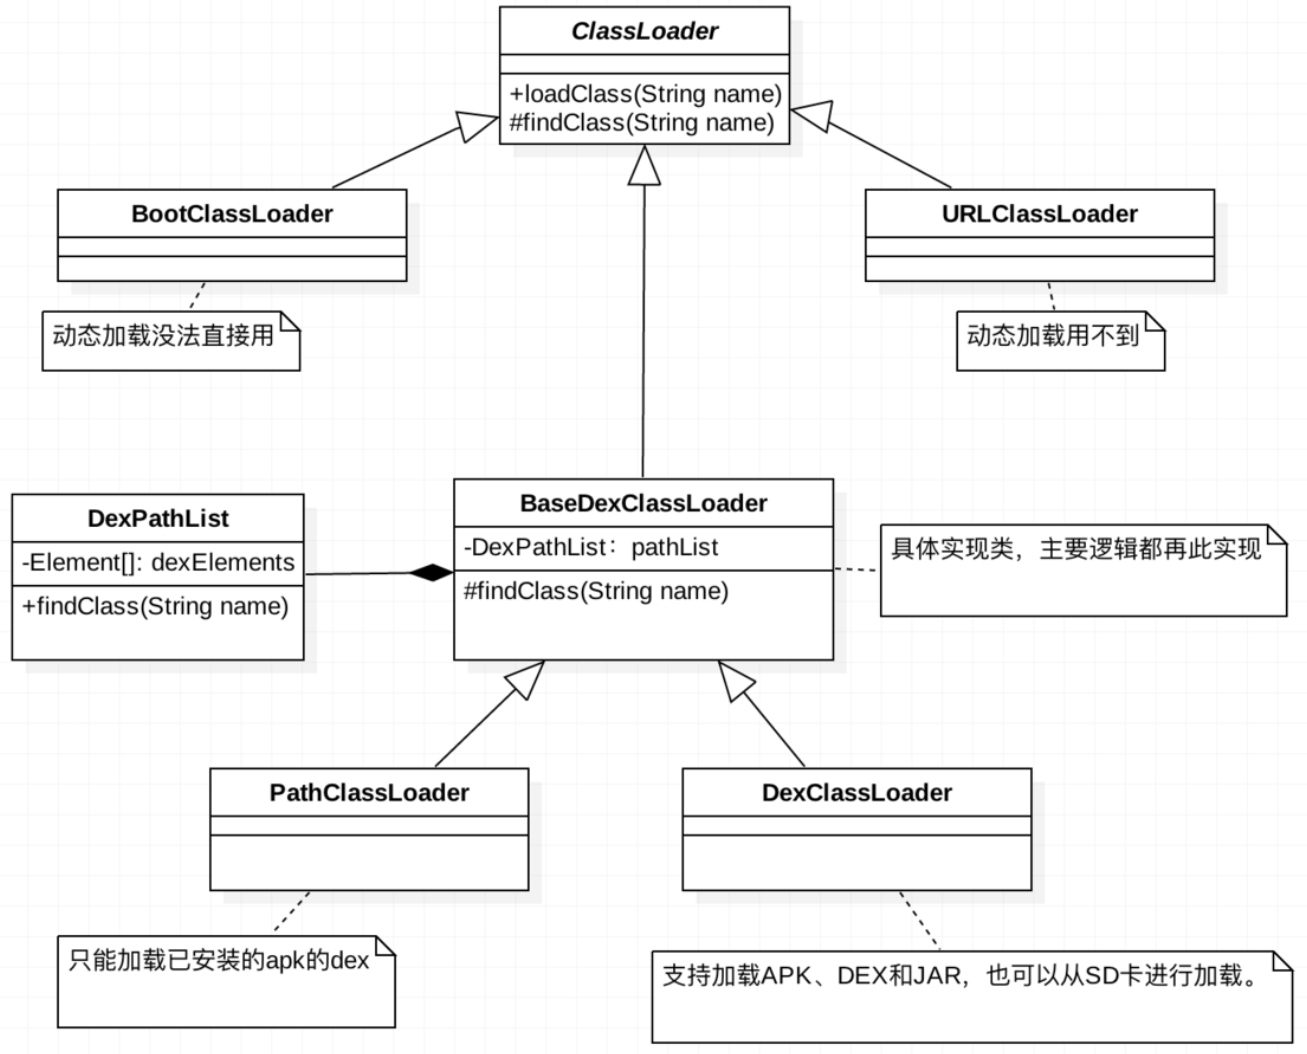 ClassLoader
+loadClass(String name)
#findClass(String name)
BootClassLoader
URLClassLoader
动态加载没法直接用
动态加载用不到
DexPathList
-Element[]: dexElements
+findClass(String name)
BaseDexClassLoader
-DexPathList：pathList
#findClass(String name)
具体实现类，主要逻辑都再此实现
PathClassLoader
DexClassLoader
只能加载已安装的apk的dex
支持加载APK、DEX和JAR，也可以从SD卡进行加载。